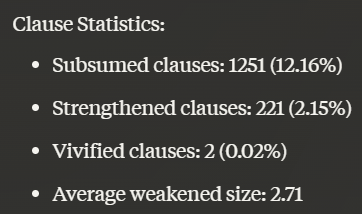 Clause Statistics:
• Subsumed clauses: 1251 (12.16%)
• Strengthened clauses: 221 (2.15%)
• Vivified clauses: 2 (0.02%)
• Average weakened size: 2.71